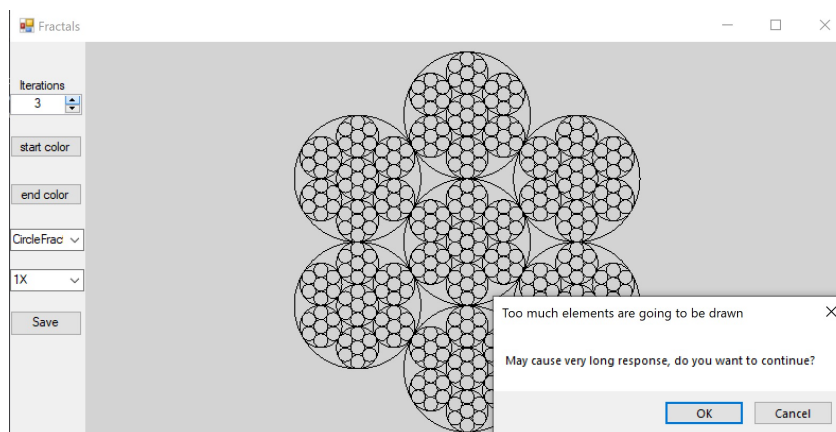 Fractals
Iterations
3
start color
end color
CircleFrac
1X
Save
Too much elements are going to be drawn
May cause very long response, do you want to continue?
OK
Cancel